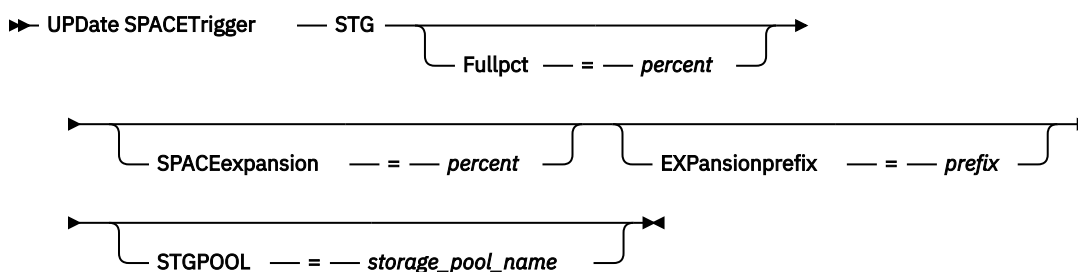 UPDate SPACETrigger STG
Fullpct = percent
SPACEexpansion = percent EXPansionprefix = prefix
STGPOOL = storage_pool_name